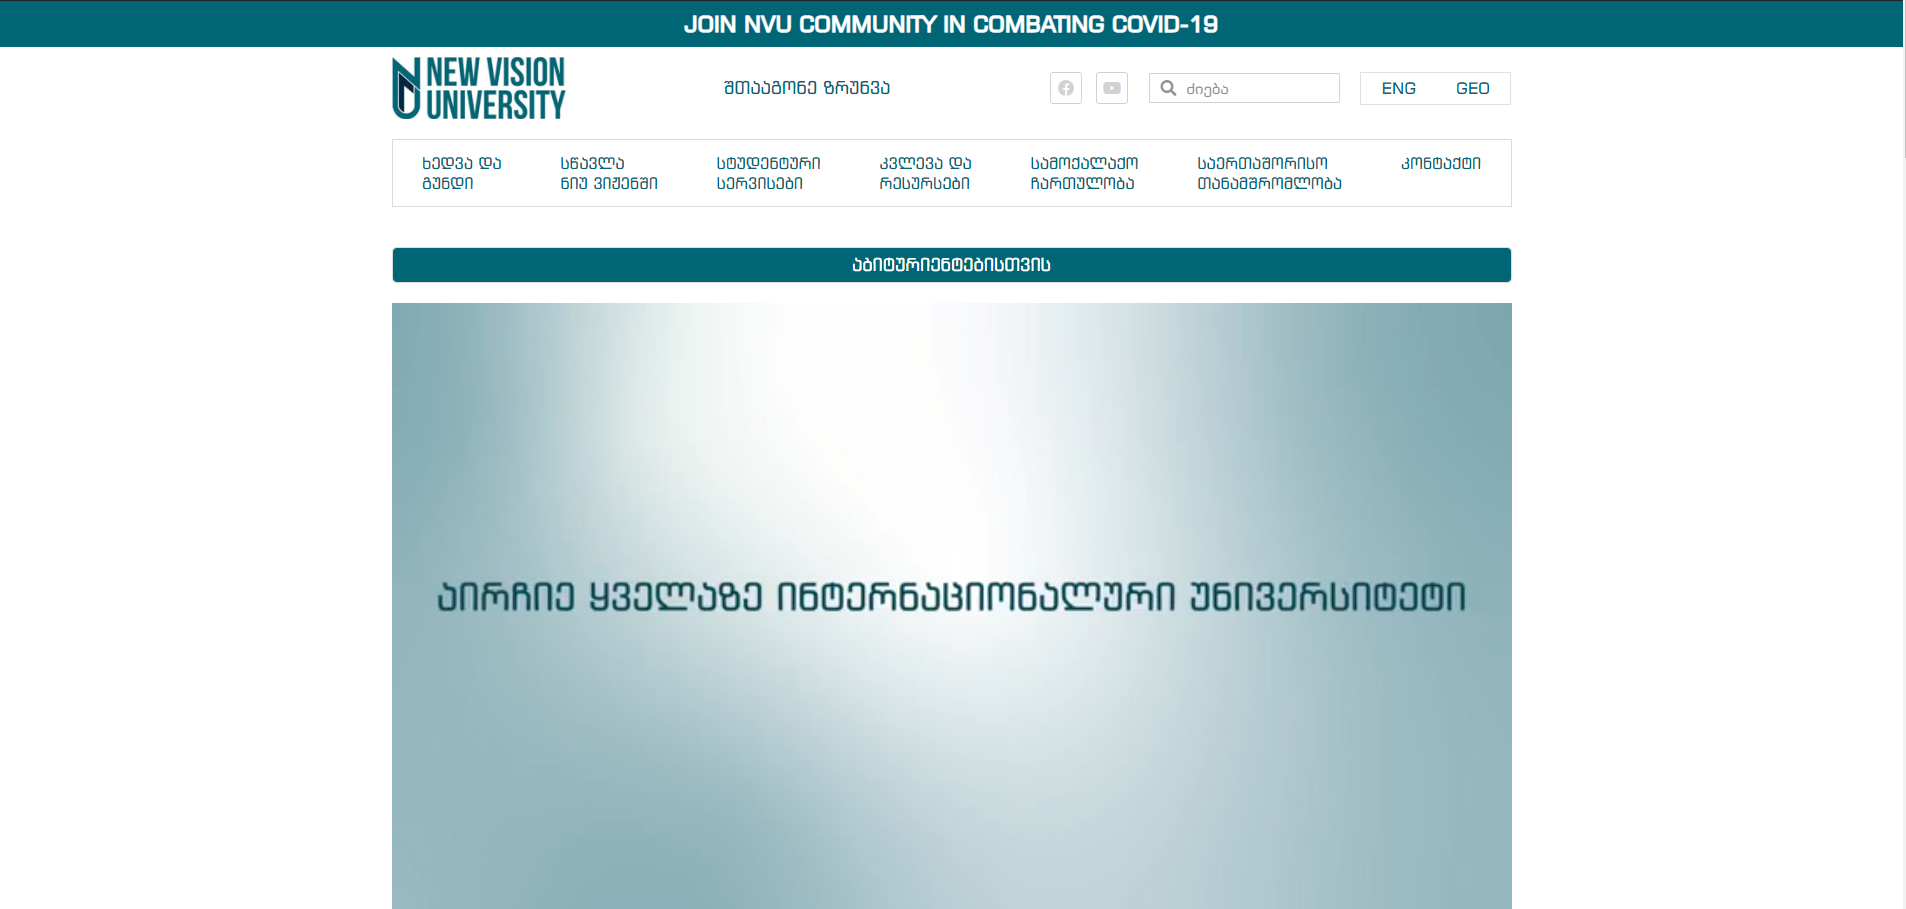 JOIN NVU COMMUNITY IN COMBATING COVID-19
NEW VISION
UNIVERSITY
შთააგონე ზრუნვა
ძიება
ENG
GEO
ხედვა და
გუნდი
სწავლა
ნიუ ვიჟენში
სტუდენტური
სერვისები
კვლევა და
რესურსები
სამოქალაქო
ჩართულობა
საერთაშორისო
თანამშრომლობა
კონტაქტი
აბიტურიენტებისთვის
აირჩიე ყველაზე ინტერნაციონალური უნივერსიტეტი